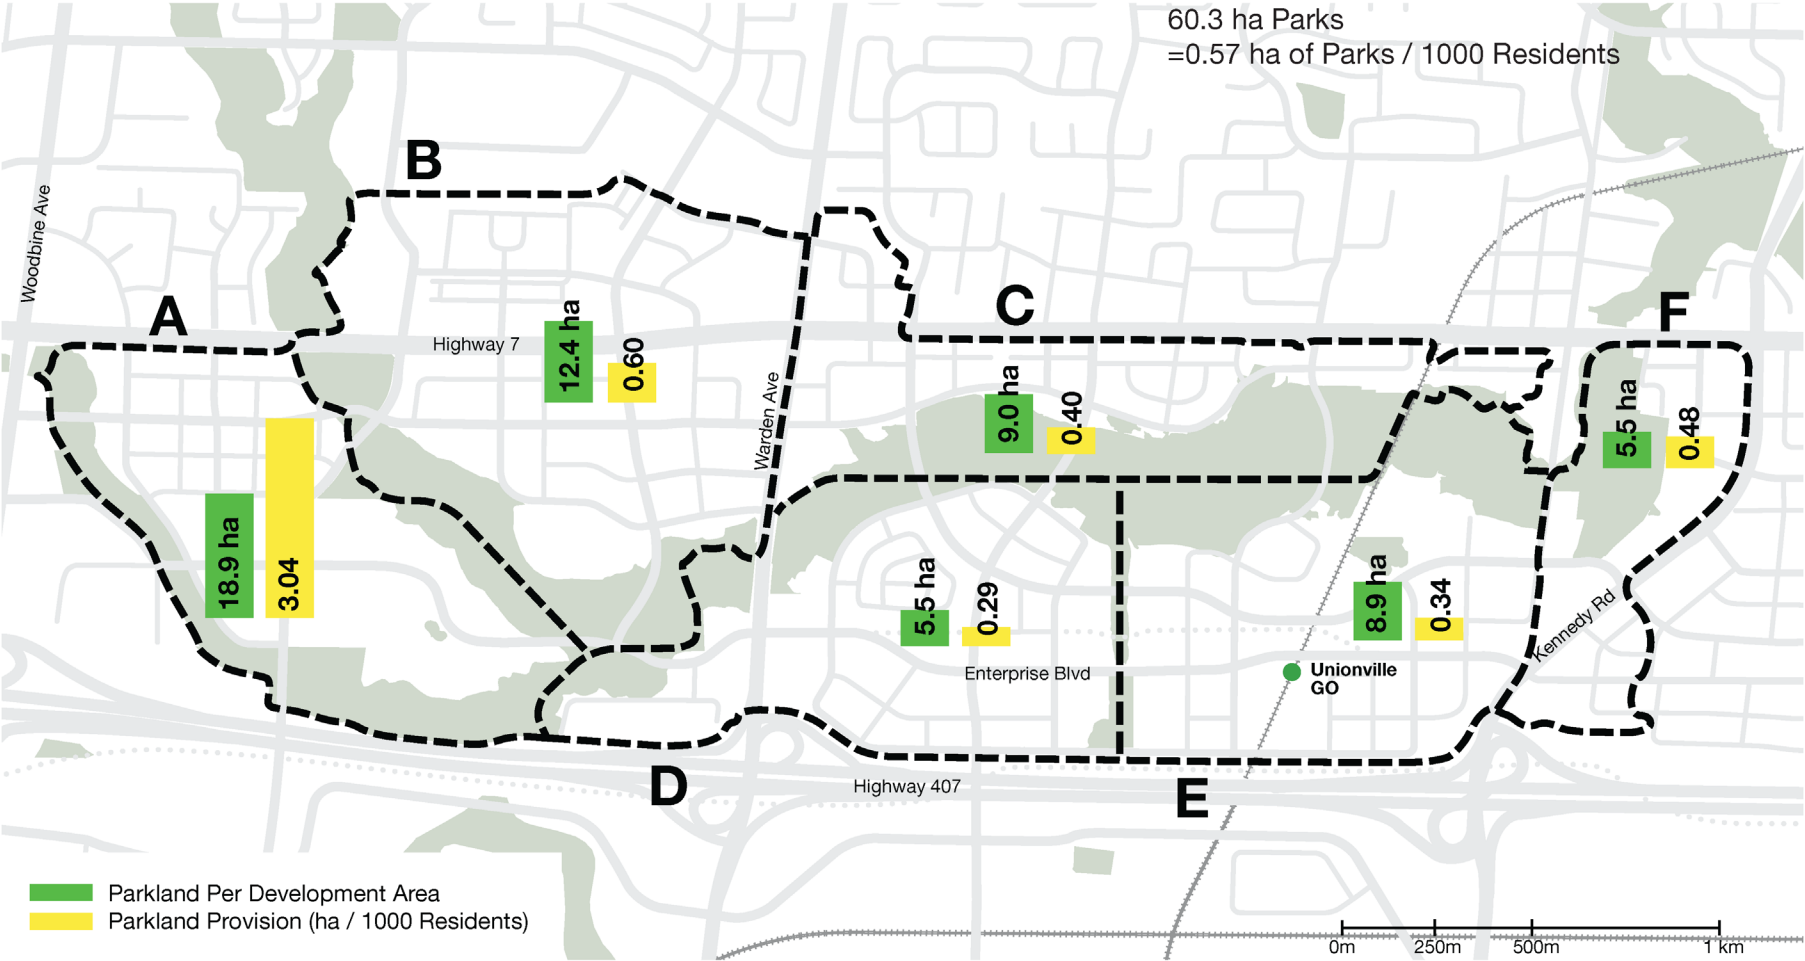 60.3 ha Parks
=0.57 ha of Parks / 1000 Residents
B
Woodbine Ave
A
C
F
Highway 7
12.4 ha
0.60
Warden Ave
9.0 ha
0.40
5.5 ha
0.48
18.9 ha
3.04
5.5 ha
0.29
8.9 ha
0.34
Kennedy Rd
Enterprise Blvd
Unionville
GO
D
Highway 407
E
Parkland Per Development Area
Parkland Provision (ha / 1000 Residents)
0m 250m 500m 1 km